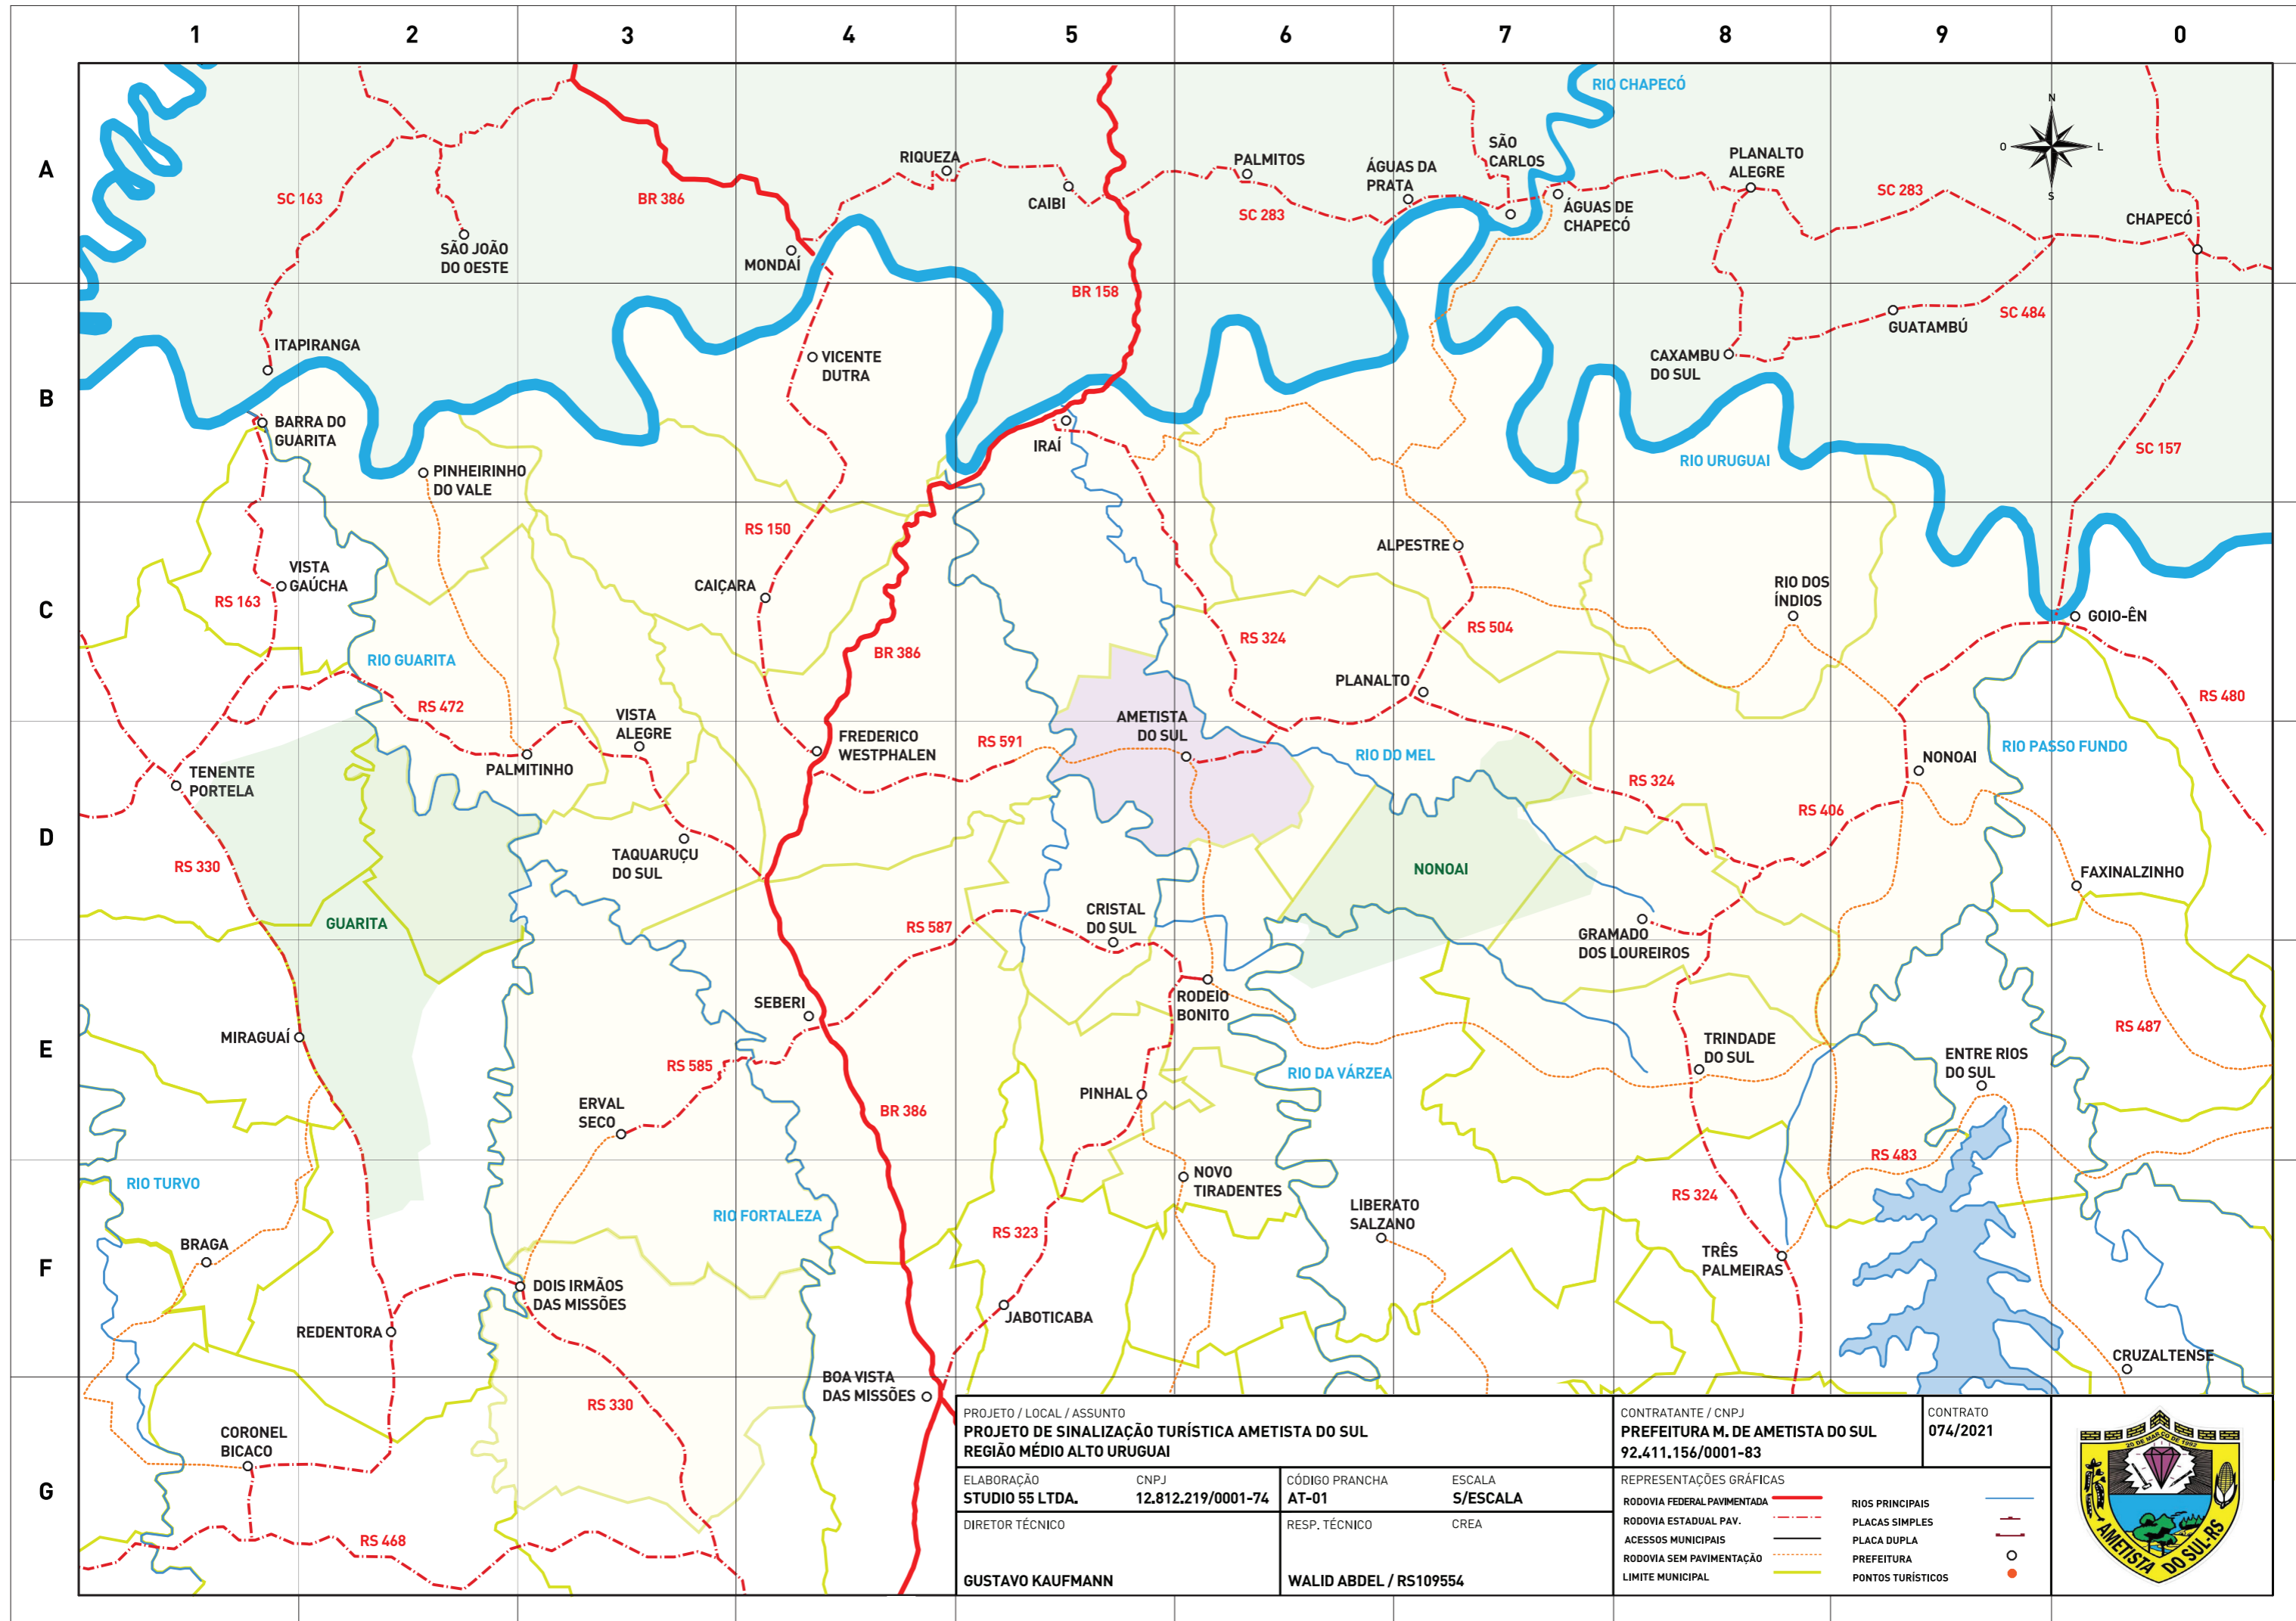 1 2 3 4 5 6 7 8 9 0
A
B
C
D
E
F
G
RIO CHAPECÓ
N
O
L
S
SC 163
BR 386
SÃO JOÃO
DO OESTE
MONDAÍ
RIQUEZA
CAIBI
PALMITOS
SC 283
ÁGUAS DA
PRATA
SÃO
CARLOS
ÁGUAS DE
CHAPECÓ
PLANALTO
ALEGRE
SC 283
CHAPECÓ
BR 158
ITAPIRANGA
VICENTE
DUTRA
CAXAMBU
DO SUL
GUATAMBÚ
SC 484
BARRA DO
GUARITA
PINHEIRINHO
DO VALE
IRAÍ
RIO URUGUAI
SC 157
RS 150
VISTA
GAÚCHA
RS 163
CAIÇARA
ALPESTRE
RIO DOS
ÍNDIOS
GOIO-ÊN
RIO GUARITA
BR 386
RS 324
RS 504
RS 472
PLANALTO
RS 480
VISTA
ALEGRE
AMETISTA
DO SUL
FREDERICO
WESTPHALEN
RS 591
RIO DO MEL
RIO PASSO FUNDO
TENENTE
PORTELA
PALMITINHO
NONOAI
RS 324
RS 406
TAQUARUÇU
DO SUL
RS 330
NONOAI
FAXINALZINHO
GUARITA
CRISTAL
DO SUL
RS 587
GRAMADO
DOS LOUREIROS
SEBERI
RODEIO
BONITO
MIRAGUAÍ
RS 585
TRINDADE
DO SUL
RS 487
ENTRE RIOS
DO SUL
RIO DA VÁRZEA
PINHAL
ERVAL
SECO
BR 386
RS 483
RIO TURVO
NOVO
TIRADENTES
RS 324
RIO FORTALEZA
LIBERATO
SALZANO
RS 323
BRAGA
TRÊS
PALMEIRAS
DOIS IRMÃOS
DAS MISSÕES
JABOTICABA
REDENTORA
CRUZALTENSE
BOA VISTA
DAS MISSÕES
RS 330
CORONEL
BICACO
RS 468
PROJETO / LOCAL / ASSUNTO
PROJETO DE SINALIZAÇÃO TURÍSTICA AMETISTA DO SUL
REGIÃO MÉDIO ALTO URUGUAI
CONTRATANTE / CNPJ
PREFEITURA M. DE AMETISTA DO SUL
92.411.156/0001-83
CONTRATO
074/2021
ELABORAÇÃO
STUDIO 55 LTDA.
CNPJ
12.812.219/0001-74
CÓDIGO PRANCHA
AT-01
ESCALA
S/ESCALA
DIRETOR TÉCNICO
GUSTAVO KAUFMANN
RESP. TÉCNICO
CREA
WALID ABDEL / RS109554
REPRESENTAÇÕES GRÁFICAS
RODOVIA FEDERAL PAVIMENTADA
RODOVIA ESTADUAL PAV.
ACESSOS MUNICIPAIS
RODOVIA SEM PAVIMENTAÇÃO
LIMITE MUNICIPAL
RIOS PRINCIPAIS
PLACAS SIMPLES
PLACA DUPLA
PREFEITURA
PONTOS TURÍSTICOS
20 DE MARÇO DE 1992
AMETISTA DO SUL-RS